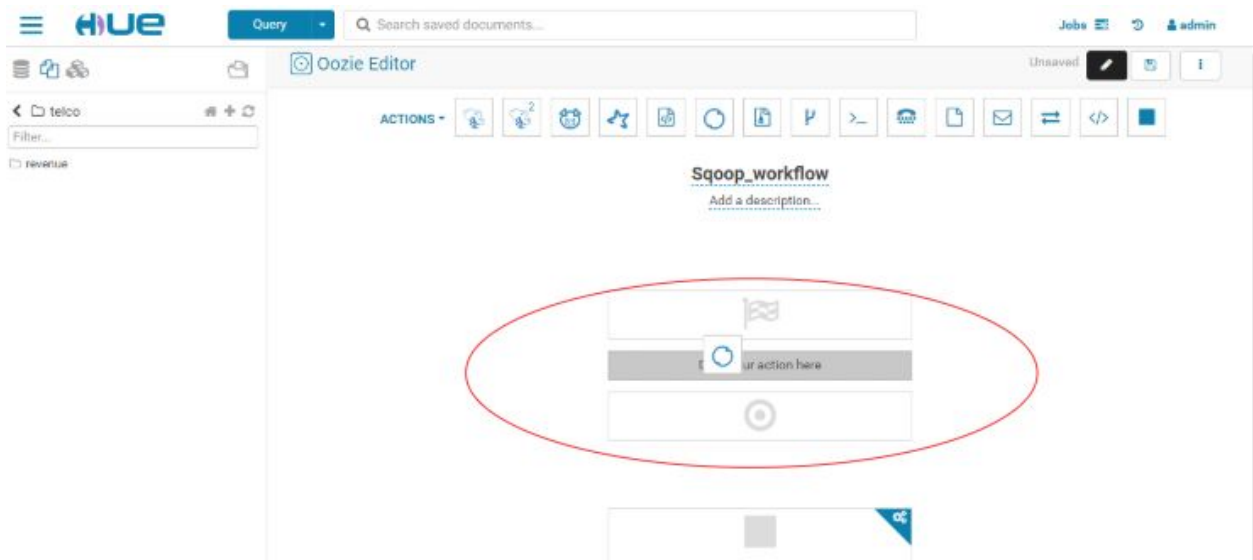 HUE Query Search saved documents... Jobs admin
Oozie Editor Unsaved
telco
Filter...
revenue
ACTIONS 2
Sqoop_workflow
Add a description...
D ur action here